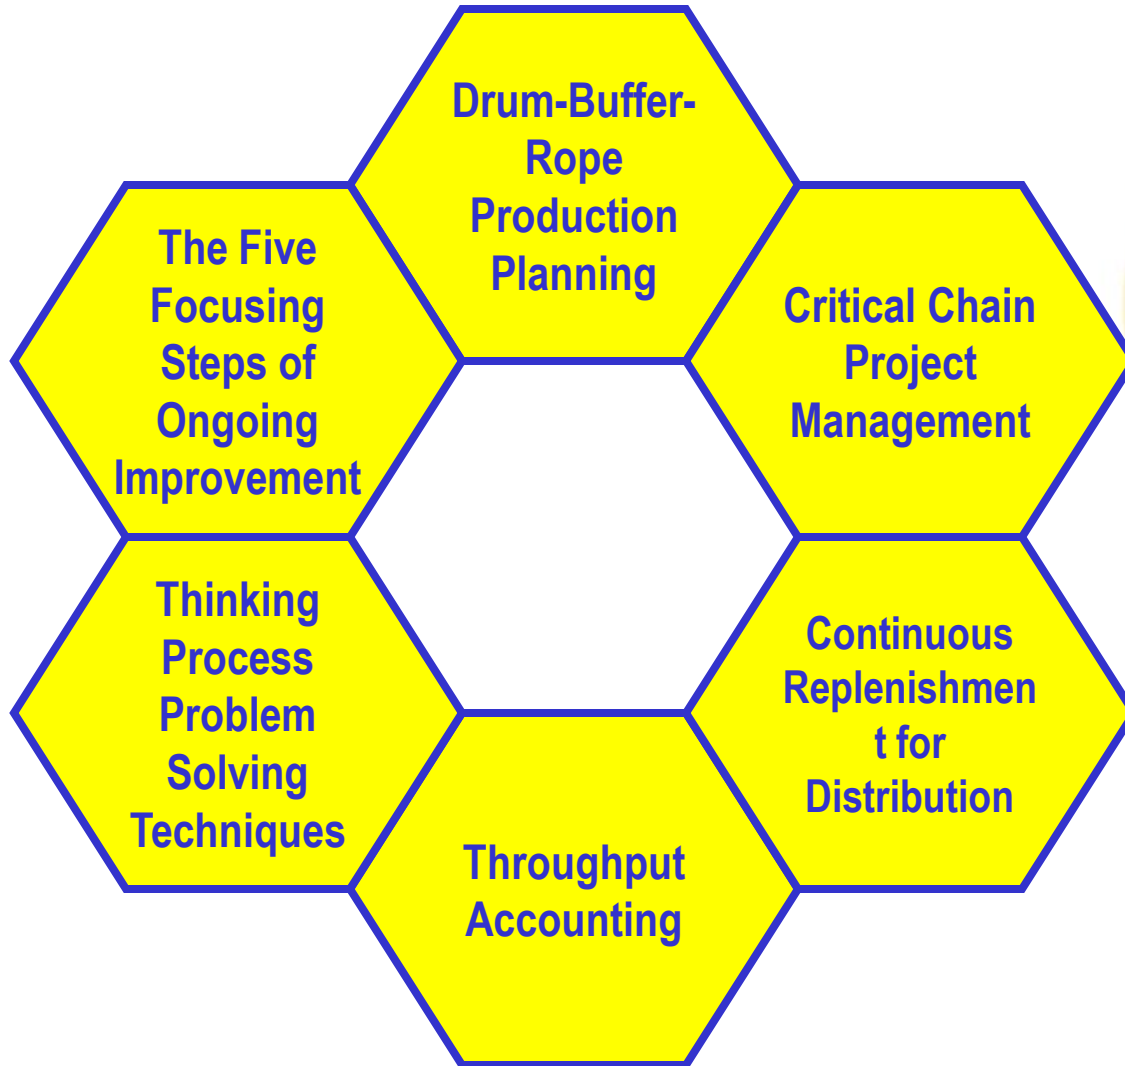 Drum-Buffer-
Rope
Production
Planning
The Five
Focusing
Steps of
Ongoing
Improvement
Critical Chain
Project
Management
Thinking
Process
Problem
Solving
Techniques
Continuous
Replenishmen
t for
Distribution
Throughput
Accounting